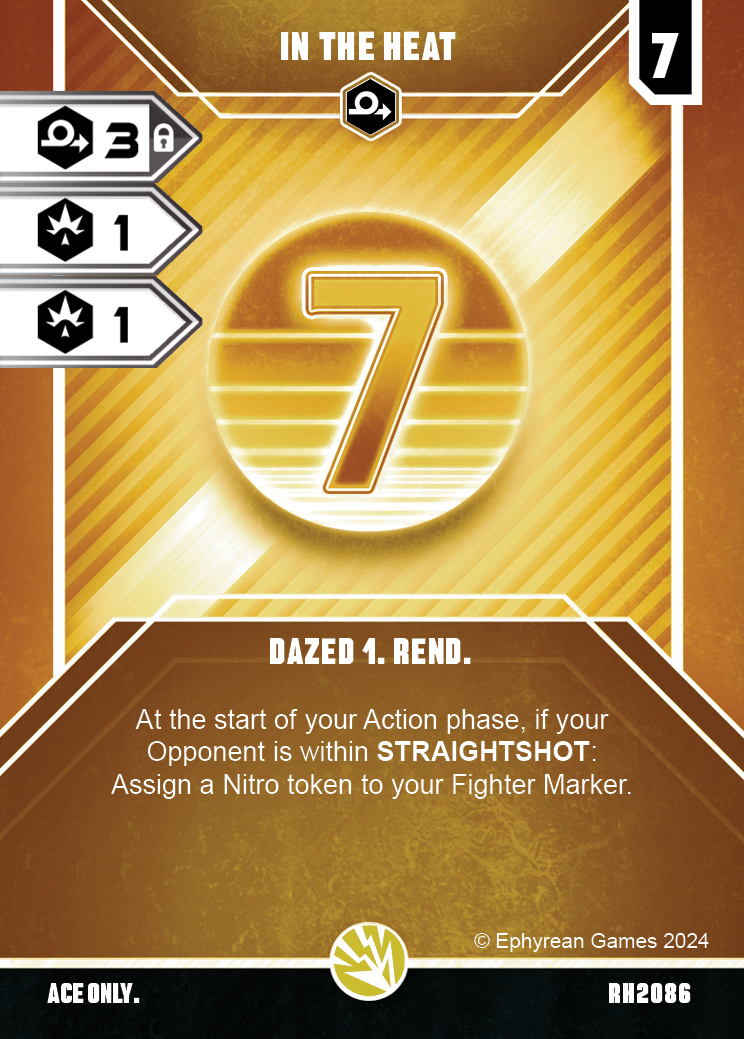 IN THE HEAT
7
3
1
1
7
DAZED 1. REND.
At the start of your Action phase, if your
Opponent is within STRAIGHTSHOT:
Assign a Nitro token to your Fighter Marker.
© Ephyrean Games 2024
ACE ONLY.
RH2086